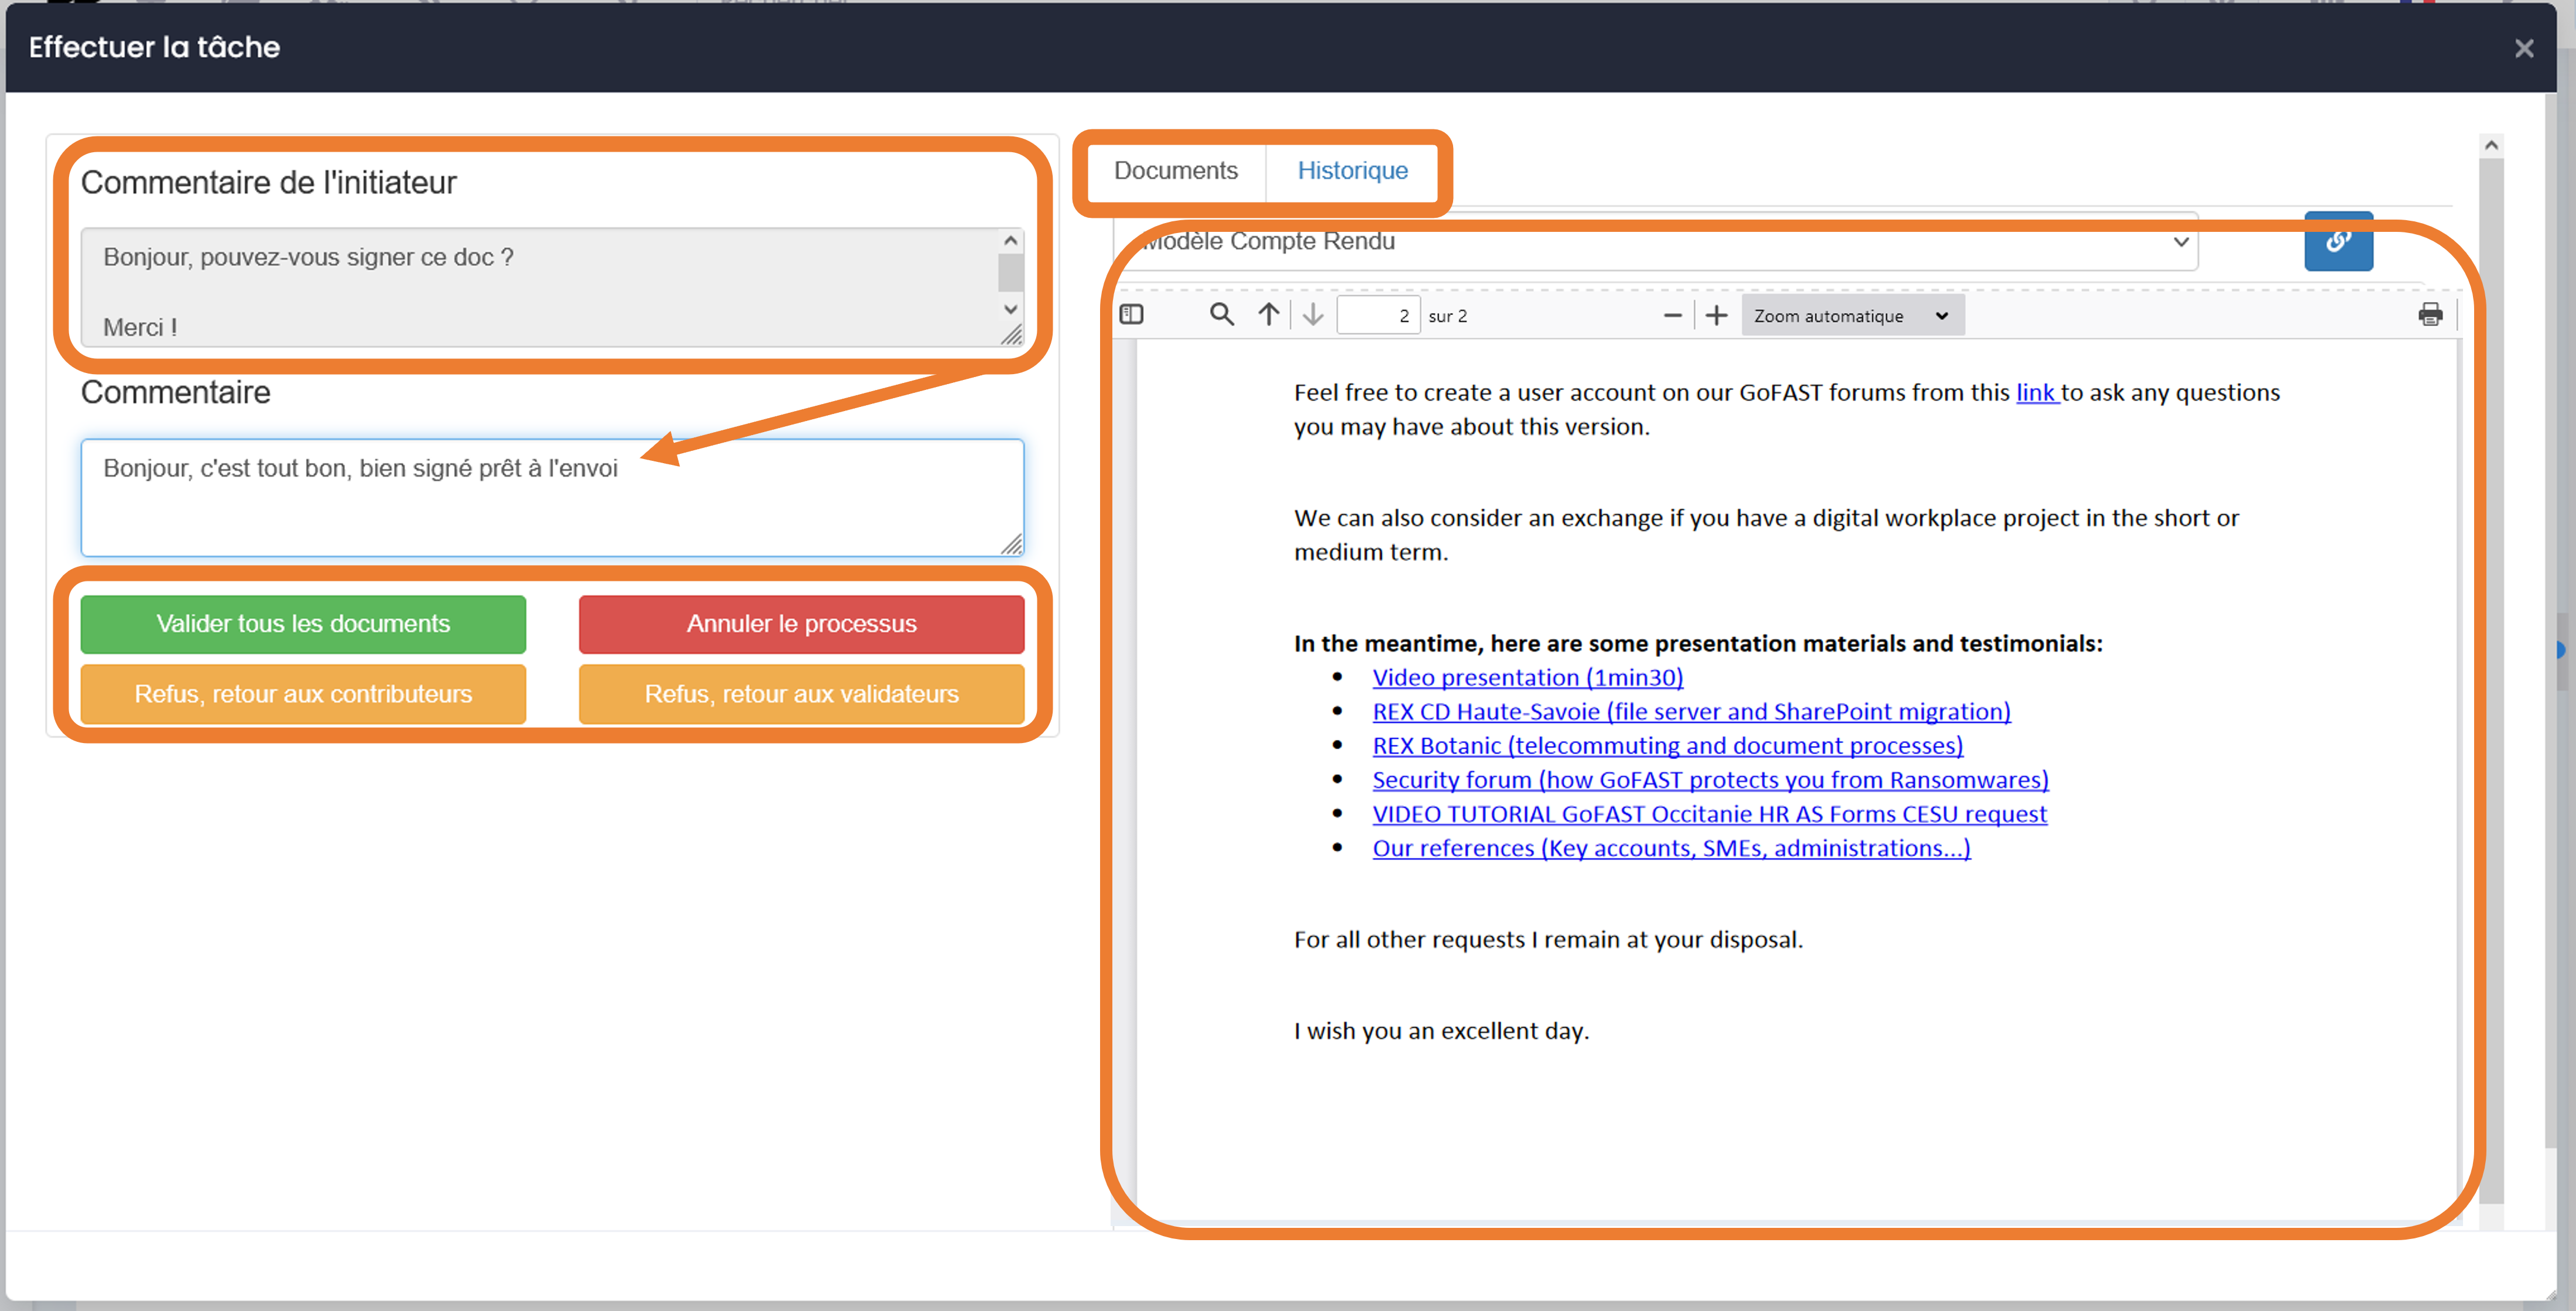 Effectuer la tâche
Commentaire de l'initiateur
Bonjour, pouvez-vous signer ce doc ?
Merci !
Commentaire
Bonjour, c'est tout bon, bien signé prêt à l'envoi
Valider tous les documents
Annuler le processus
Refus, retour aux contributeurs
Refus, retour aux validateurs
Documents
Historique
Modèle Compte Rendu
2 sur 2
Zoom automatique
Feel free to create a user account on our GoFAST forums from this link to ask any questions
you may have about this version.
We can also consider an exchange if you have a digital workplace project in the short or
medium term.
In the meantime, here are some presentation materials and testimonials:
• Video presentation (1min30)
• REX CD Haute-Savoie (file server and SharePoint migration)
• REX Botanic (telecommuting and document processes)
• Security forum (how GoFAST protects you from Ransomwares)
• VIDEO TUTORIAL GoFAST Occitanie HR AS Forms CESU request
• Our references (Key accounts, SMEs, administrations...)
For all other requests I remain at your disposal.
I wish you an excellent day.